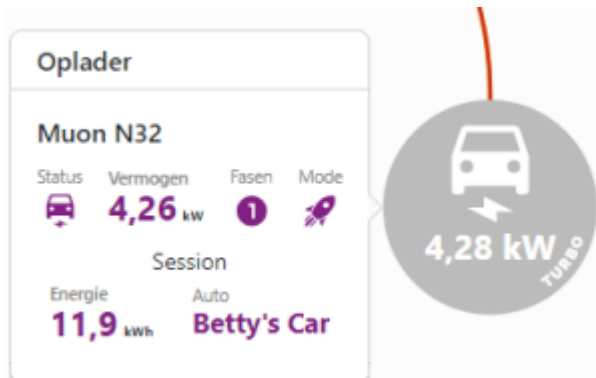 Oplader
Muon N32
Status Vermogen Fasen Mode
4,26 kW 1
Session
Energie Auto
11,9 kWh Betty's Car
4,28 kW
TURBO